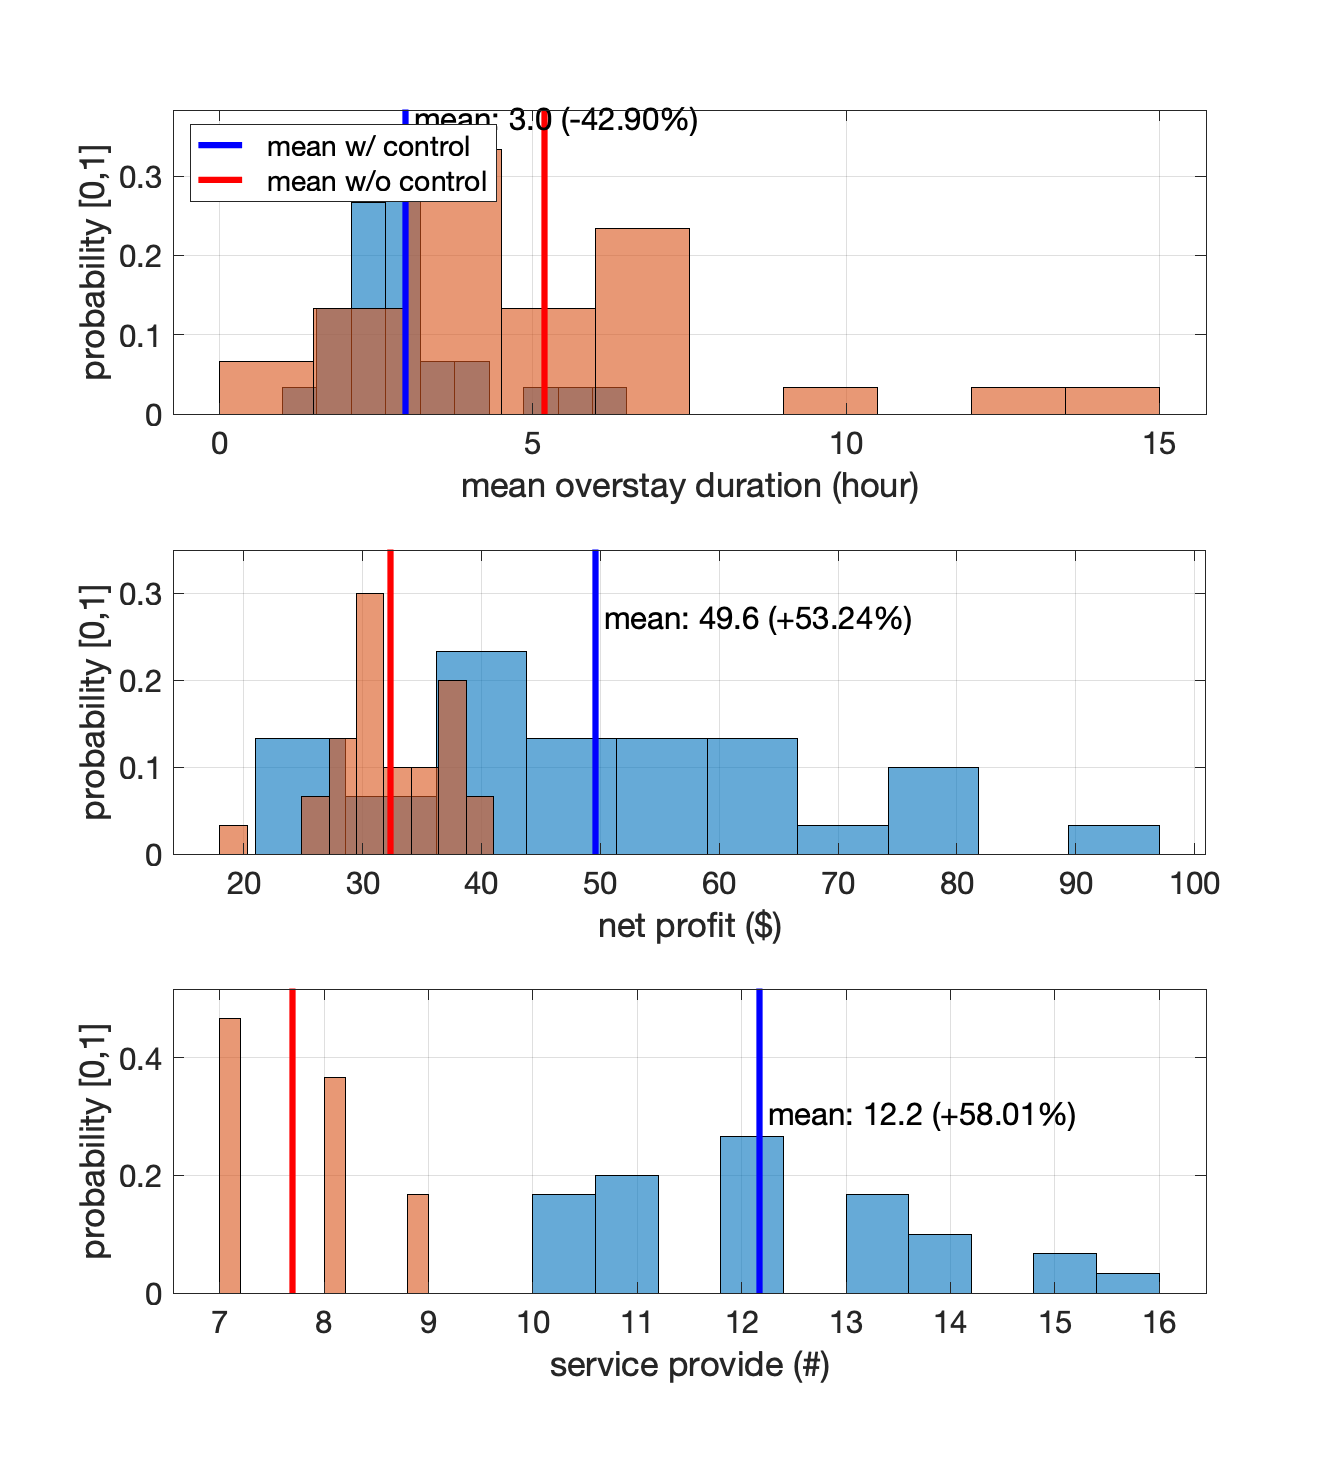 mean: 3.0 (-42.90%)
mean w/ control
mean w/o control
probability [0,1]
0.3
0.2
0.1
0
0 5 10 15
mean overstay duration (hour)
mean: 49.6 (+53.24%)
probability [0,1]
0.3
0.2
0.1
0
20 30 40 50 60 70 80 90 100
net profit ($)
mean: 12.2 (+58.01%)
probability [0,1]
0.4
0.2
0
7 8 9 10 11 12 13 14 15 16
service provide (#)